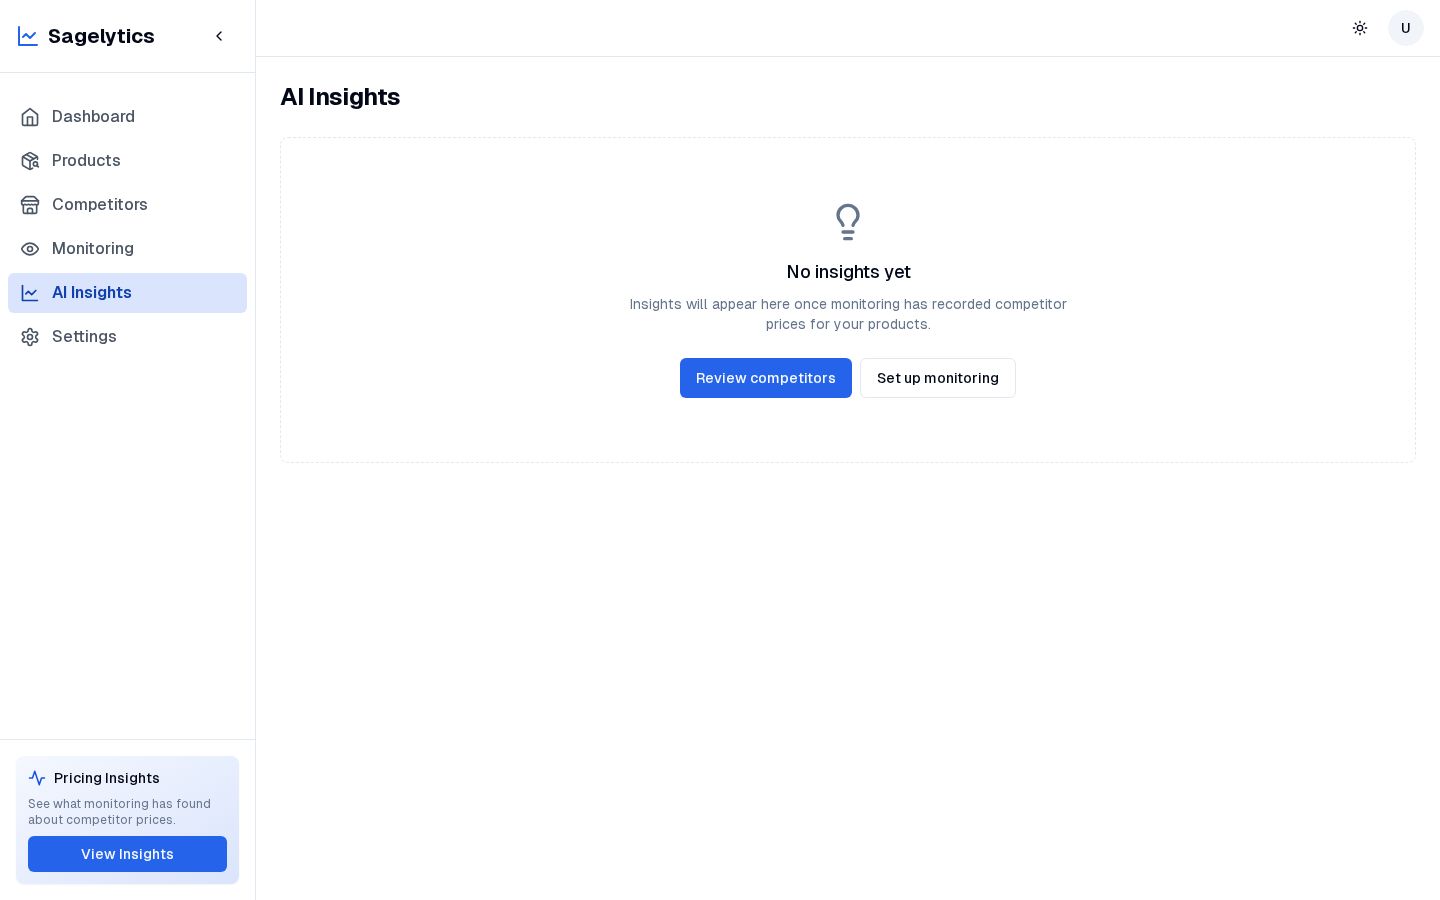 Sagelytics
Dashboard
Products
Competitors
Monitoring
AI Insights
Settings
Pricing Insights
See what monitoring has found
about competitor prices.
View Insights
U
AI Insights
No insights yet
Insights will appear here once monitoring has recorded competitor
prices for your products.
Review competitors
Set up monitoring